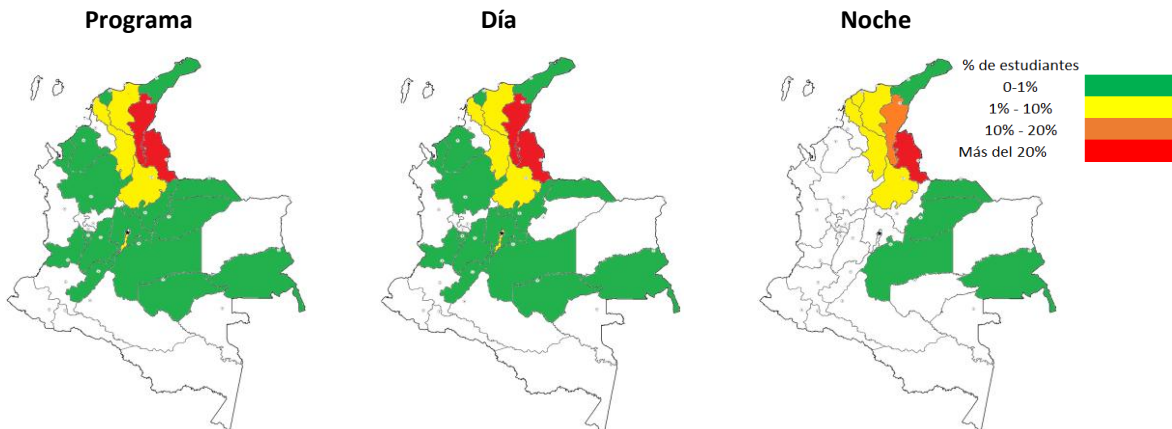 Programa
Día
Noche
% de estudiantes
0-1%
1% - 10%
10% - 20%
Más del 20%